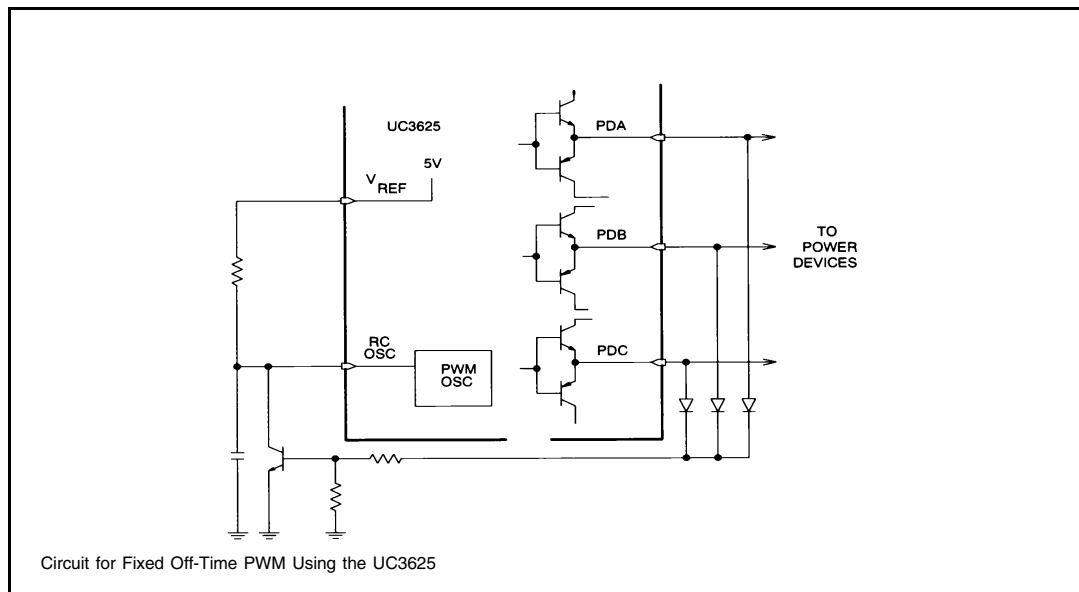 UC3625
PDA
5V
V REF
TO
POWER
DEVICES
PDB
RC
OSC
PWM
OSC
PDC
Circuit for Fixed Off-Time PWM Using the UC3625